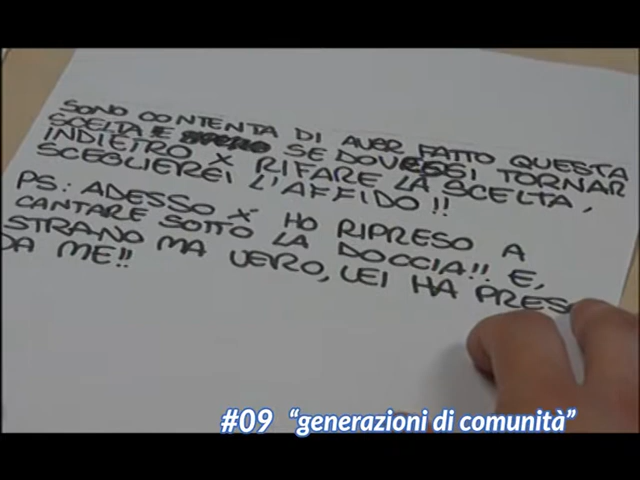 SONO CONTENTA DI AVER FATTO QUESTA
SCELTA E SE DOVESSI TORNAR
INDIETRO X RIFARE LA SCELTA,
SCEGLIEREI L'AFFIDO!!
PS: ADESSO X HO RIPRESO A
CANTARE SOTTO LA DOCCIA!! E,
STRANO MA VERO, LEI HA PRESO
DA ME!!
#09 “generazioni di comunità”